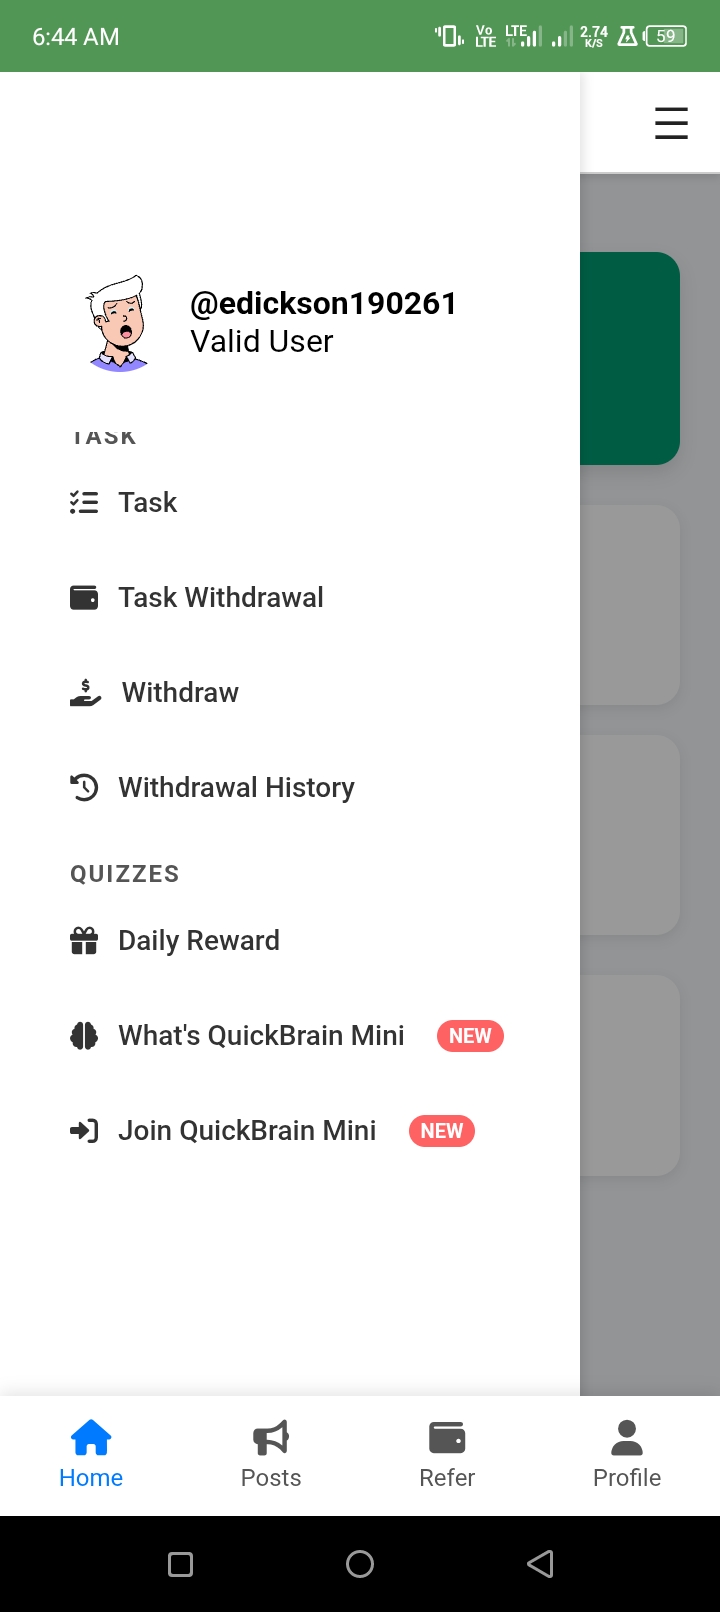 6:44 AM
Vo LTE
LTE
2.74 K/S
59
@edickson190261
Valid User
TASK
Task
Task Withdrawal
Withdraw
Withdrawal History
QUIZZES
Daily Reward
What's QuickBrain Mini NEW
Join QuickBrain Mini NEW
Home Posts Refer Profile